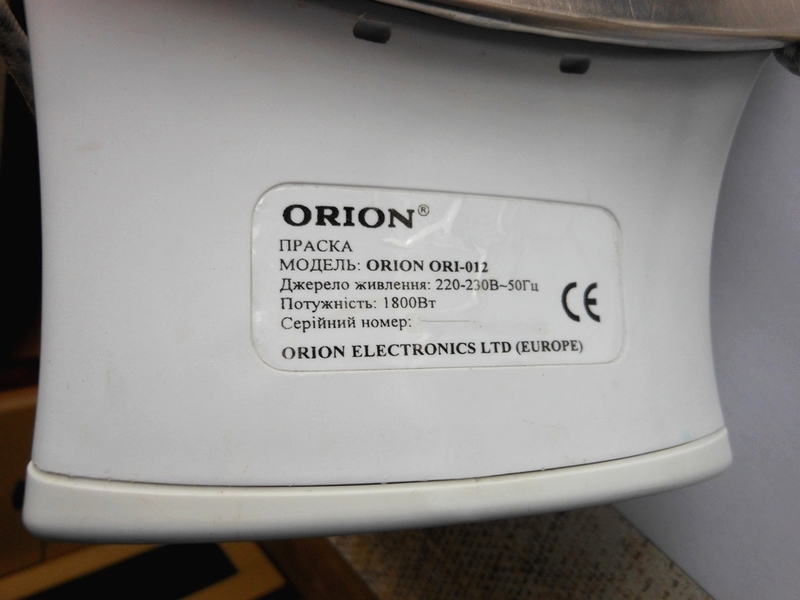 ORION®
ПРАСКА
МОДЕЛЬ: ORION ORI-012
Джерело живлення: 220-230В~50Гц
Потужність: 1800Вт
Серійний номер:
CE
ORION ELECTRONICS LTD (EUROPE)